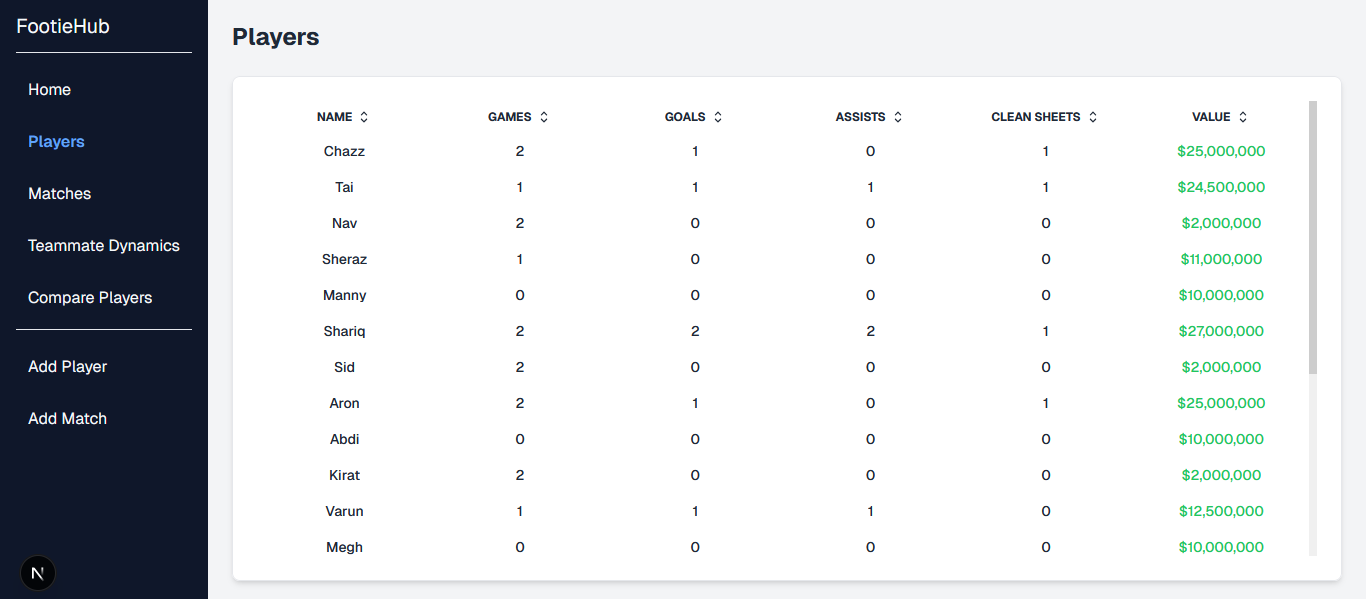 FootieHub
Home
Players
Matches
Teammate Dynamics
Compare Players
Add Player
Add Match
N
Players
NAME GAMES GOALS ASSISTS CLEAN SHEETS VALUE
Chazz 2 1 0 1 $25,000,000
Tai 1 1 1 1 $24,500,000
Nav 2 0 0 0 $2,000,000
Sheraz 1 0 0 0 $11,000,000
Manny 0 0 0 0 $10,000,000
Shariq 2 2 2 1 $27,000,000
Sid 2 0 0 0 $2,000,000
Aron 2 1 0 1 $25,000,000
Abdi 0 0 0 0 $10,000,000
Kirat 2 0 0 0 $2,000,000
Varun 1 1 1 0 $12,500,000
Megh 0 0 0 0 $10,000,000